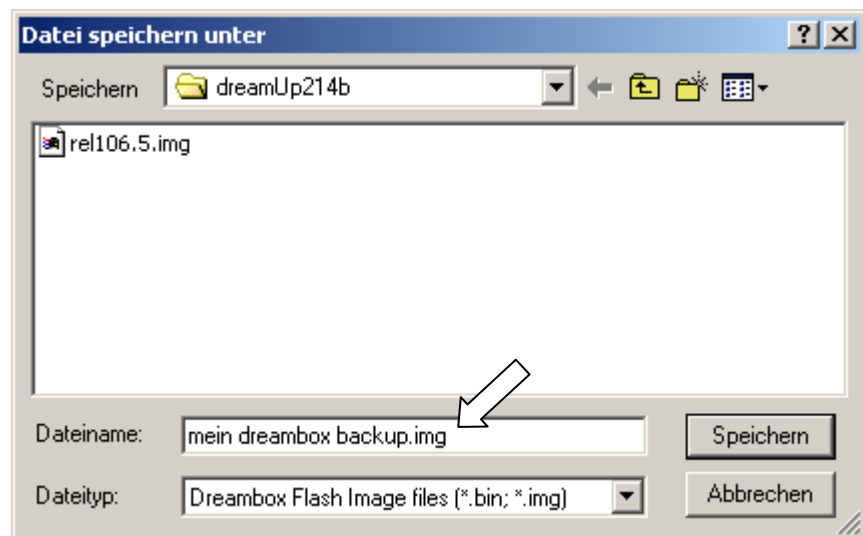 Datei speichern unter
Speichern
dreamUp214b
rel106.5.img
Dateiname:
mein dreambox backup.img
Speichern
Dateityp:
Dreambox Flash Image files (*.bin; *.img)
Abbrechen